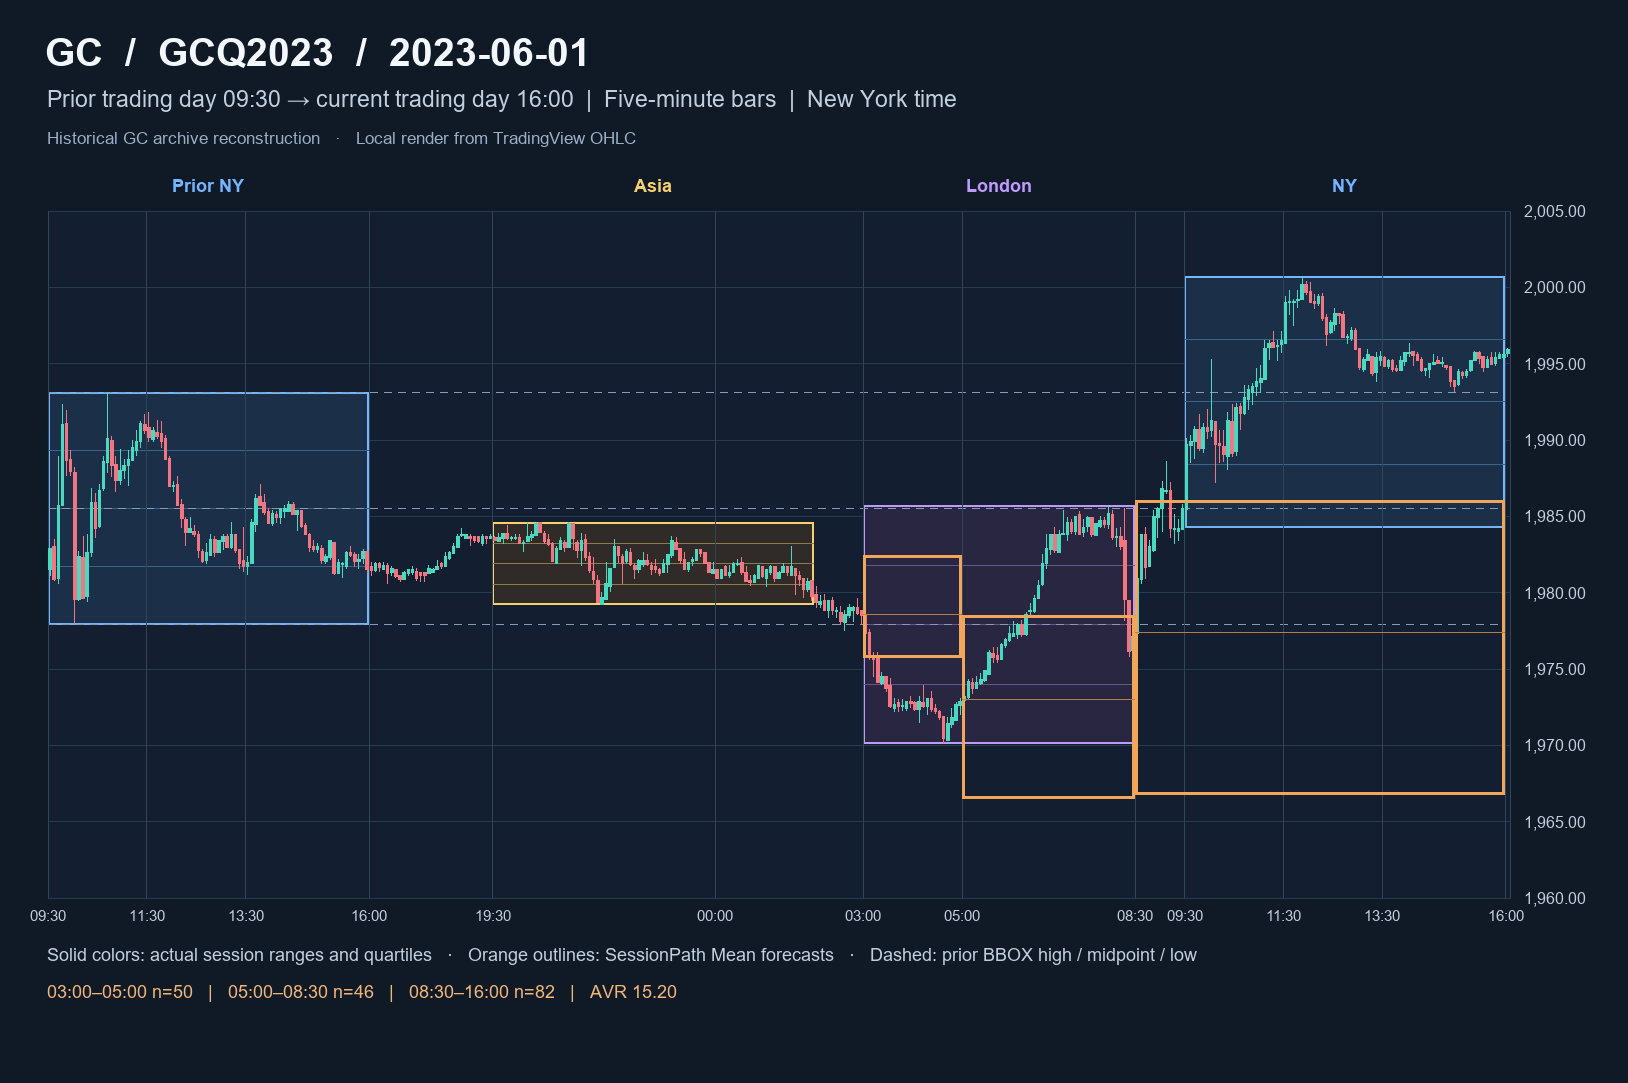 GC / GCQ2023 / 2023-06-01
Prior trading day 09:30 → current trading day 16:00 | Five-minute bars | New York time
Historical GC archive reconstruction · Local render from TradingView OHLC
Prior NY Asia London NY
2,005.00
2,000.00
1,995.00
1,990.00
1,985.00
1,980.00
1,975.00
1,970.00
1,965.00
1,960.00
09:30 11:30 13:30 16:00 19:30 00:00 03:00 05:00 08:30 09:30 11:30 13:30 16:00
Solid colors: actual session ranges and quartiles · Orange outlines: SessionPath Mean forecasts · Dashed: prior BBOX high / midpoint / low
03:00–05:00 n=50 | 05:00–08:30 n=46 | 08:30–16:00 n=82 | AVR 15.20